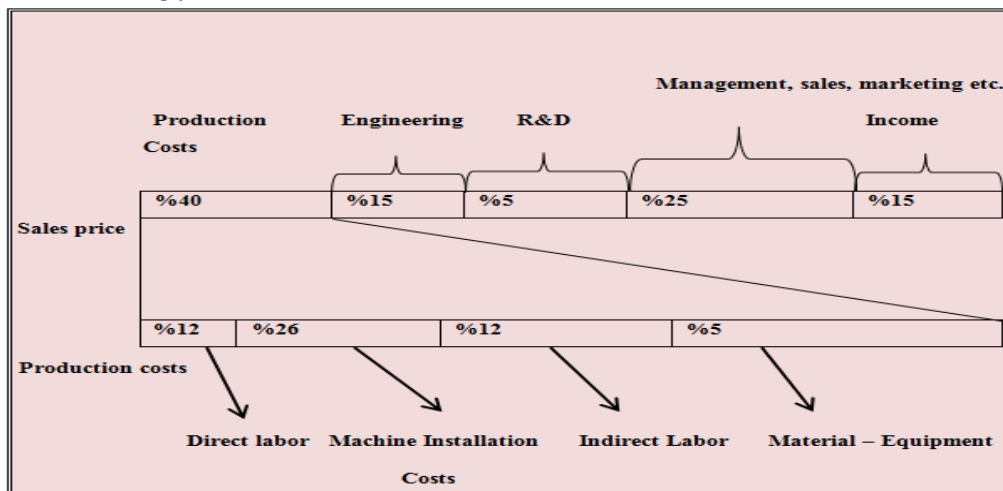 Management, sales, marketing etc.
Production Costs
Engineering
R&D
Income
%40
%15
%5
%25
%15
Sales price
%12
%26
%12
%5
Production costs
Direct labor
Machine Installation
Costs
Indirect Labor
Material – Equipment